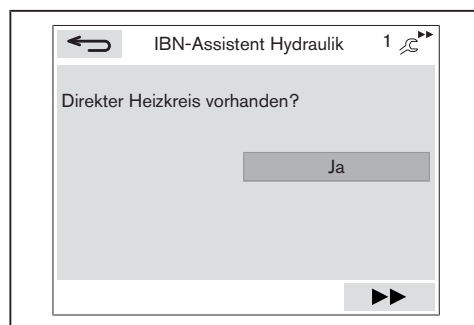 IBN-Assistent Hydraulik 1
Direkter Heizkreis vorhanden?
Ja